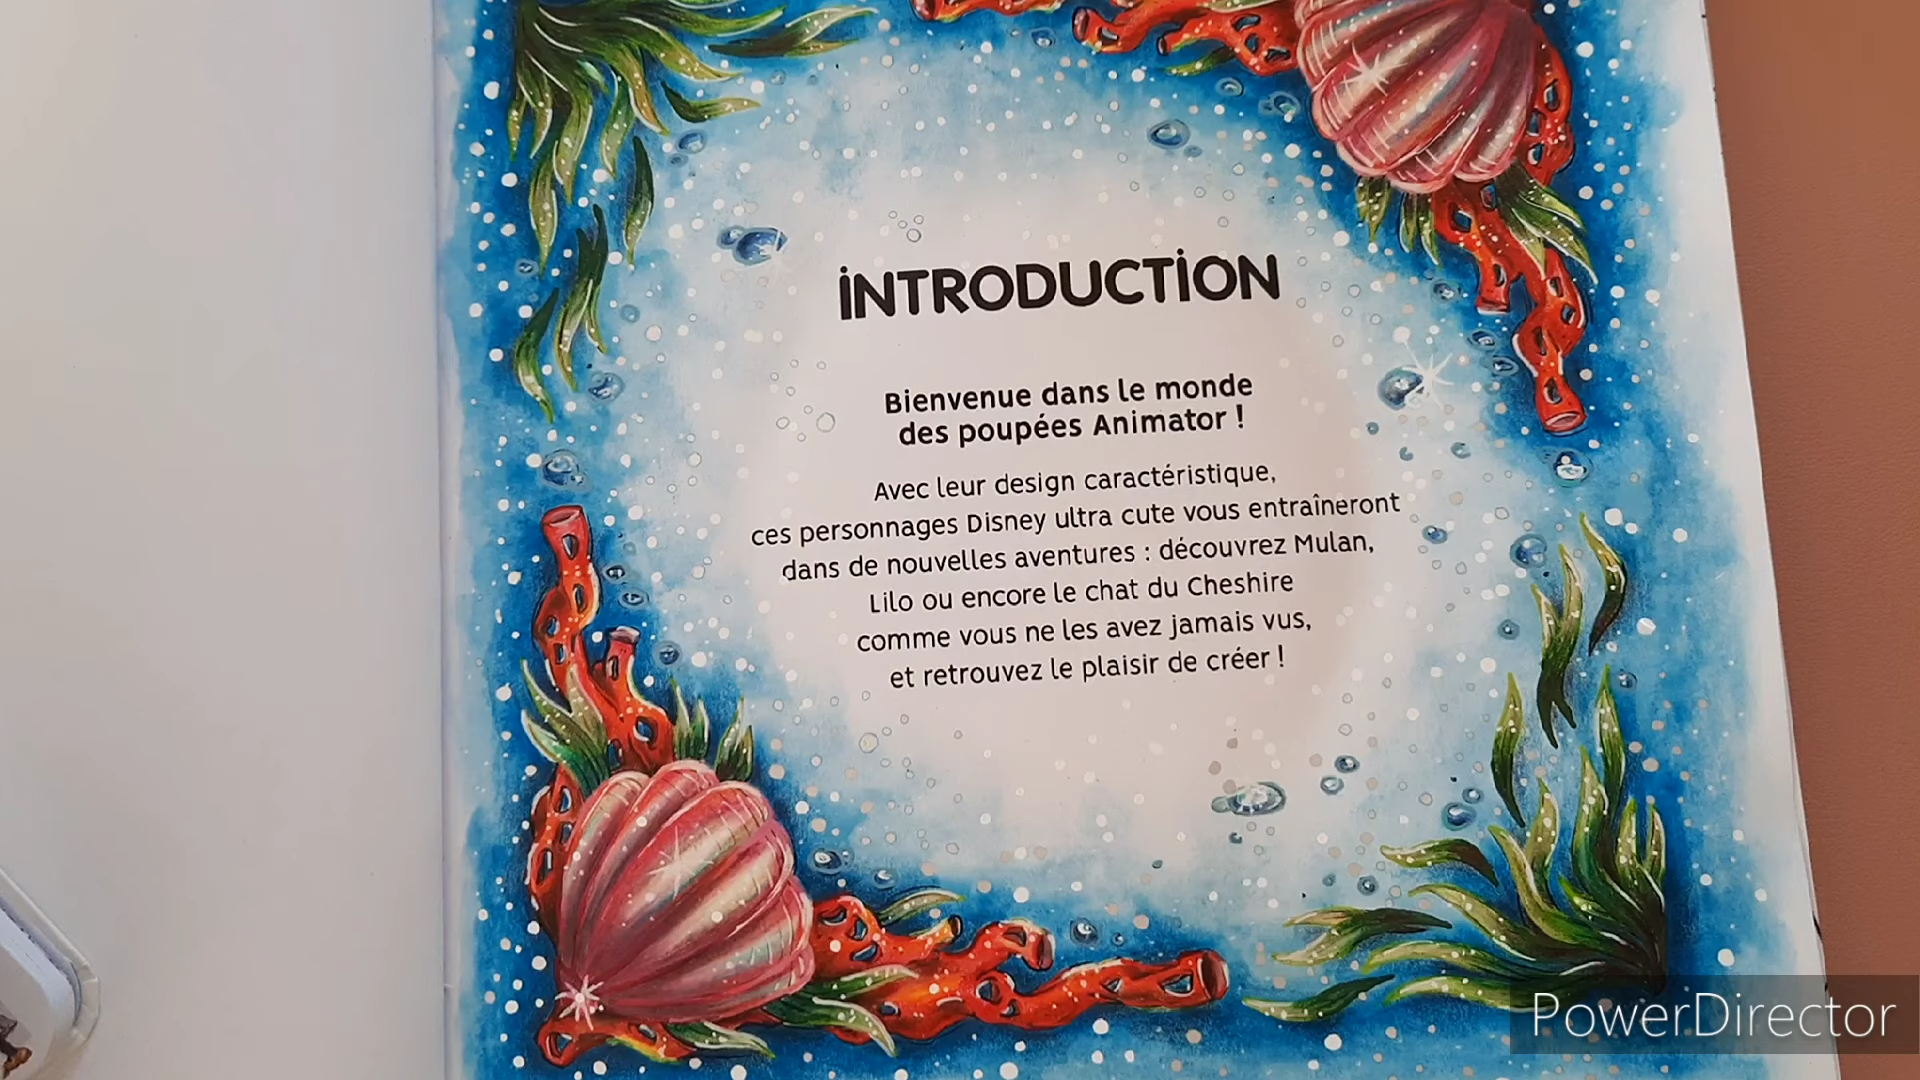 INTRODUCTION
Bienvenue dans le monde
des poupées Animator !
Avec leur design caractéristique,
ces personnages Disney ultra cute vous entraîneront
dans de nouvelles aventures : découvrez Mulan,
Lilo ou encore le chat du Cheshire
comme vous ne les avez jamais vus,
et retrouvez le plaisir de créer !
PowerDirector